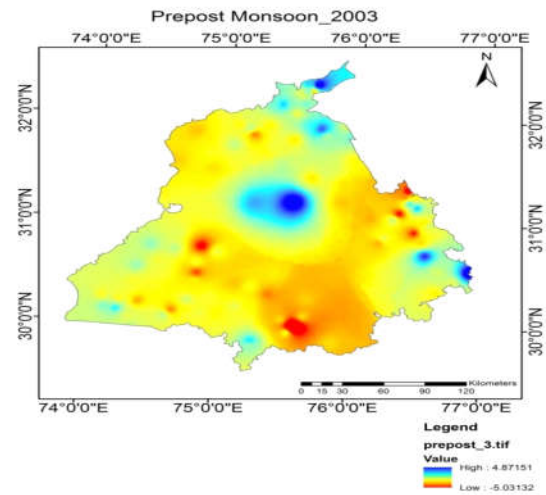 Prepost Monsoon_2003
74°0'0"E 75°0'0"E 76°0'0"E 77°0'0"E
N
32°0'0"N 32°0'0"N
31°0'0"N 31°0'0"N
30°0'0"N 30°0'0"N
Kilometers
0 15 30 60 90 120
74°0'0"E 75°0'0"E 76°0'0"E 77°0'0"E
Legend
prepost_3.tif
Value
High : 4.87151
Low : -5.03132